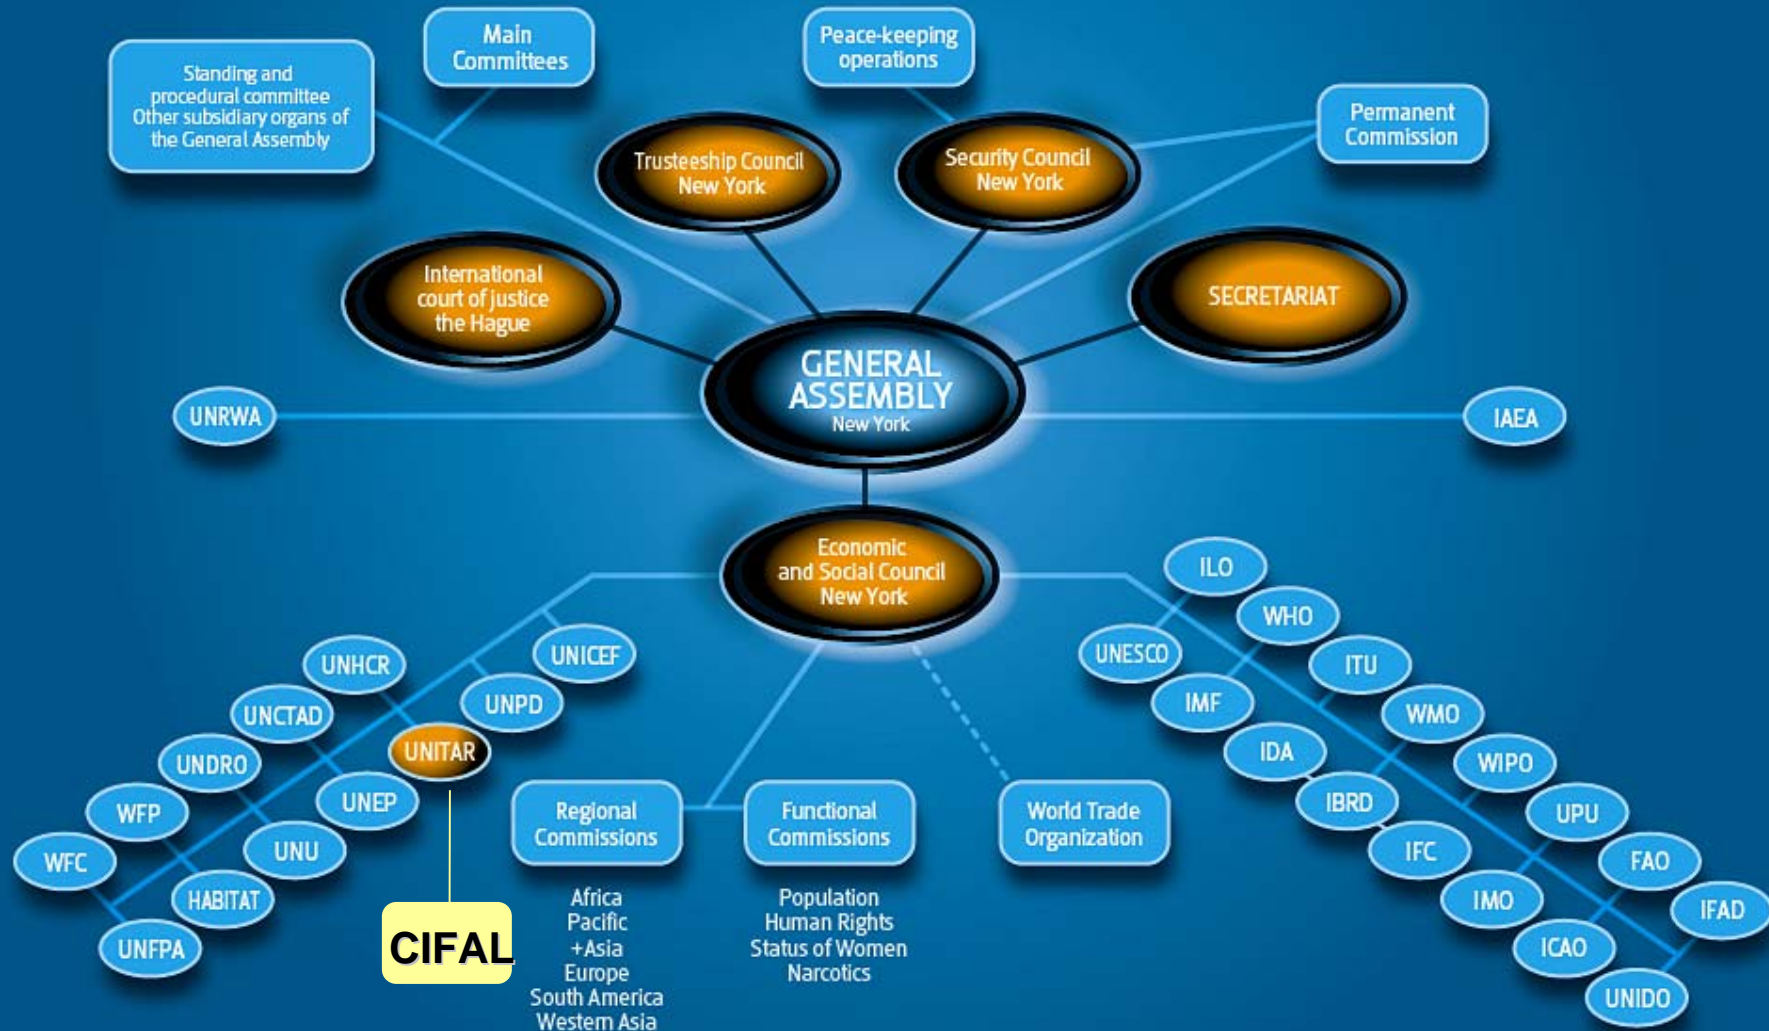 Standing and
procedural committee
Other subsidiary organs of
the General Assembly
Main
Committees
Peace-keeping
operations
Permanent
Commission
Trusteeship Council
New York
Security Council
New York
International
court of justice
the Hague
SECRETARIAT
GENERAL
ASSEMBLY
New York
UNRWA
IAEA
Economic
and Social Council
New York
UNICEF
UNHCR
UNPD
UNCTAD
UNITAR
UNDRO
UNEP
WFP
UNU
WFC
HABITAT
UNFPA
CIFAL
Regional
Commissions
Africa
Pacific
+Asia
Europe
South America
Western Asia
Functional
Commissions
Population
Human Rights
Status of Women
Narcotics
World Trade
Organization
ILO
UNESCO
WHO
IMF
ITU
IDA
WMO
IBRD
WIPO
IFC
UPU
IMO
FAO
ICAO
IFAD
UNIDO